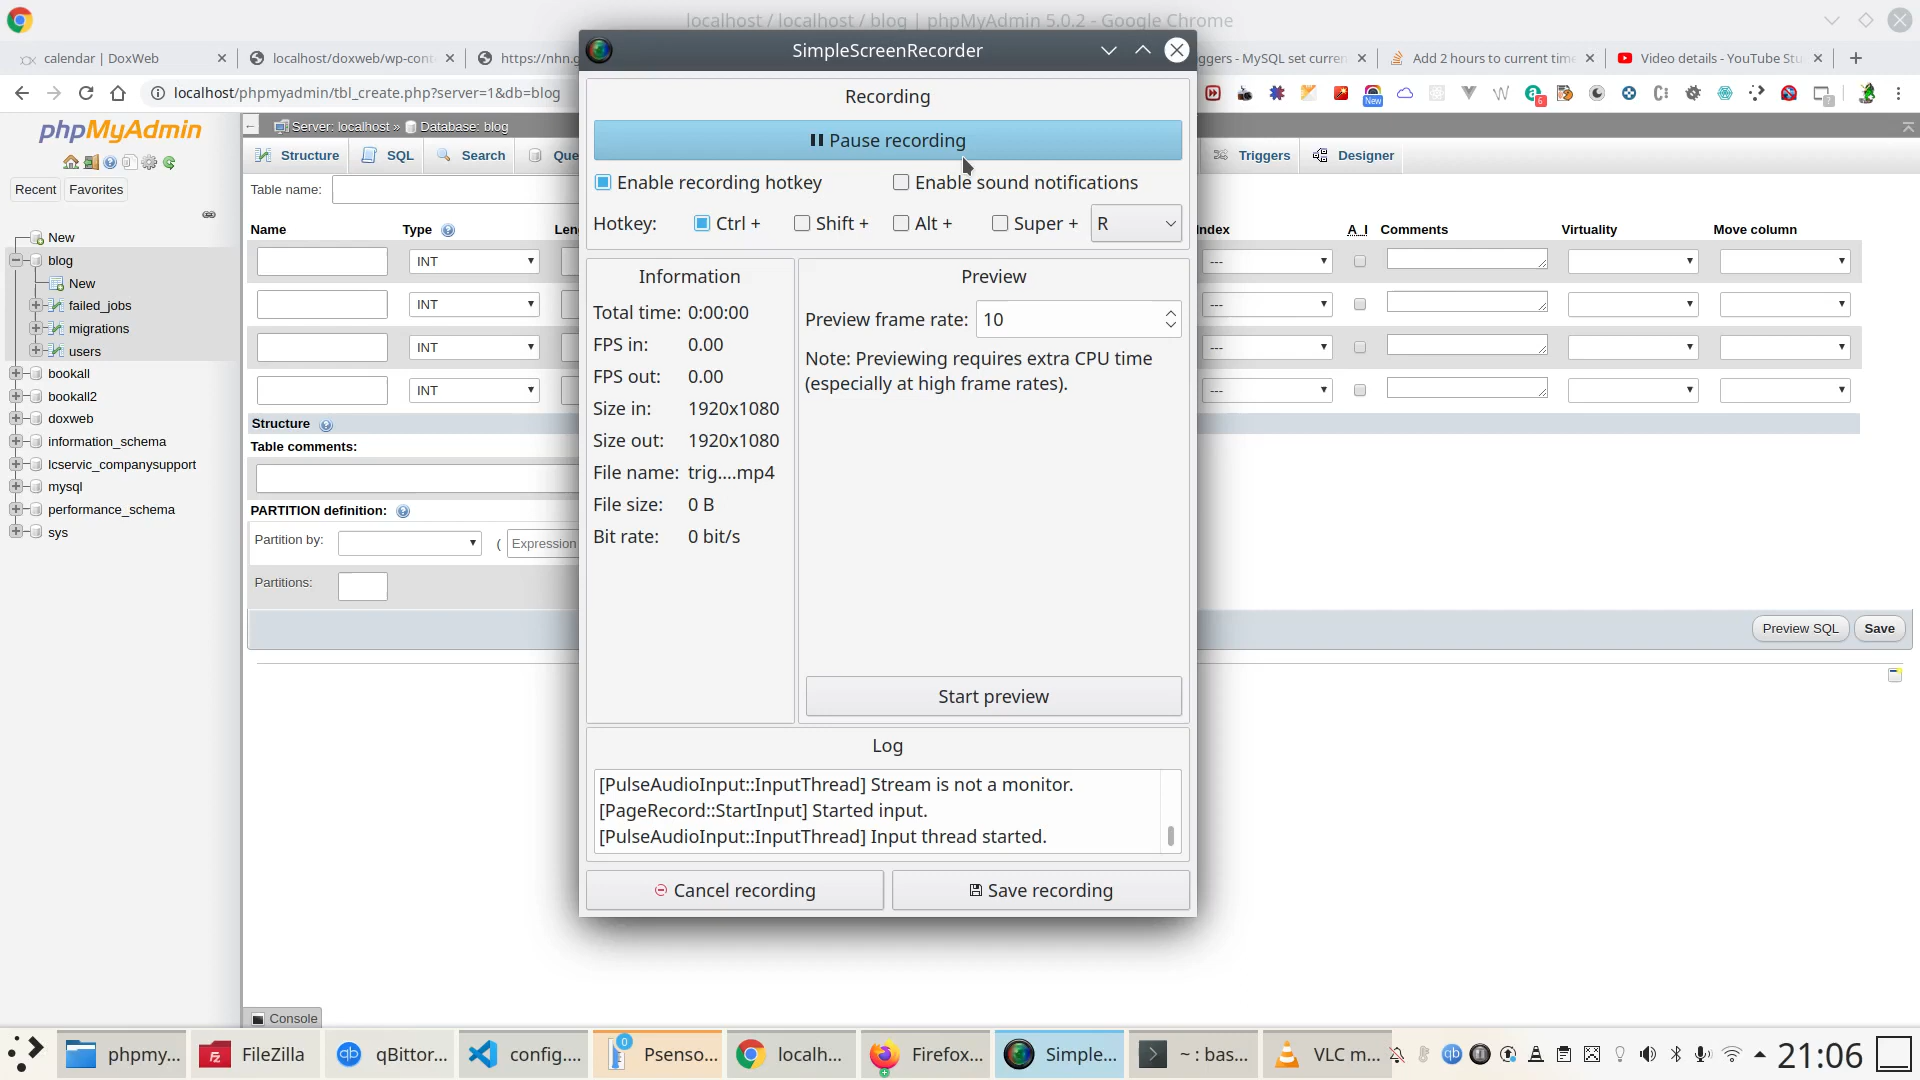 localhost / localhost / blog | phpMyAdmin 5.0.2 - Google Chrome
calendar | DoxWeb
localhost/doxweb/wp-cont
https://nhn.g
ggers - MySQL set curren
Add 2 hours to current time
Video details - YouTube Stu
localhost/phpmyadmin/tbl_create.php?server=1&db=blog
New
6
7
phpMyAdmin
Recent
Favorites
New
blog
New
failed_jobs
migrations
users
bookall
bookall2
doxweb
information_schema
lcservic_companysupport
mysql
performance_schema
sys
Server: localhost » Database: blog
Structure
SQL
Search
Que
Triggers
Designer
Table name:
Name
Type
Len
Index
A_I
Comments
Virtuality
Move column
INT
---
INT
---
INT
---
INT
---
Structure
Table comments:
PARTITION definition:
Partition by:
( Expression
Partitions:
Preview SQL
Save
Console
SimpleScreenRecorder
Recording
Pause recording
Enable recording hotkey
Enable sound notifications
Hotkey:
Ctrl +
Shift +
Alt +
Super +
R
Information
Total time: 0:00:00
FPS in: 0.00
FPS out: 0.00
Size in: 1920x1080
Size out: 1920x1080
File name: trig....mp4
File size: 0 B
Bit rate: 0 bit/s
Preview
Preview frame rate: 10
Note: Previewing requires extra CPU time
(especially at high frame rates).
Start preview
Log
[PulseAudioInput::InputThread] Stream is not a monitor.
[PageRecord::StartInput] Started input.
[PulseAudioInput::InputThread] Input thread started.
Cancel recording
Save recording
phpmy...
FileZilla
qBittor...
config....
0
Psenso...
localh...
Firefox...
Simple...
~ : bas...
VLC m...
21:06